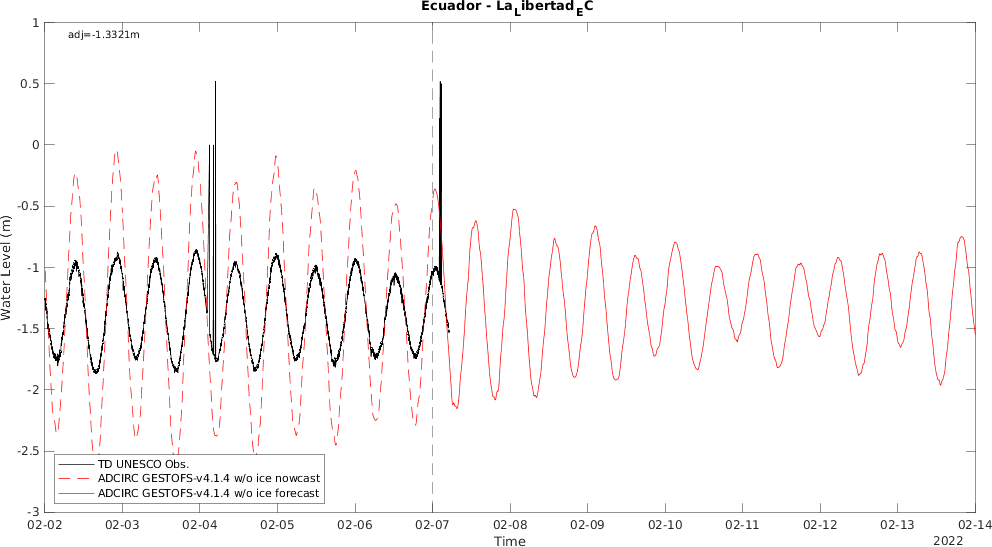 Ecuador - LaLibertadEC
adj=-1.3321m
1
0.5
0
-0.5
-1
-1.5
-2
-2.5
-3
Water Level (m)
TD UNESCO Obs.
ADCIRC GESTOFS-v4.1.4 w/o ice nowcast
ADCIRC GESTOFS-v4.1.4 w/o ice forecast
02-02 02-03 02-04 02-05 02-06 02-07 02-08 02-09 02-10 02-11 02-12 02-13 02-14
Time
2022